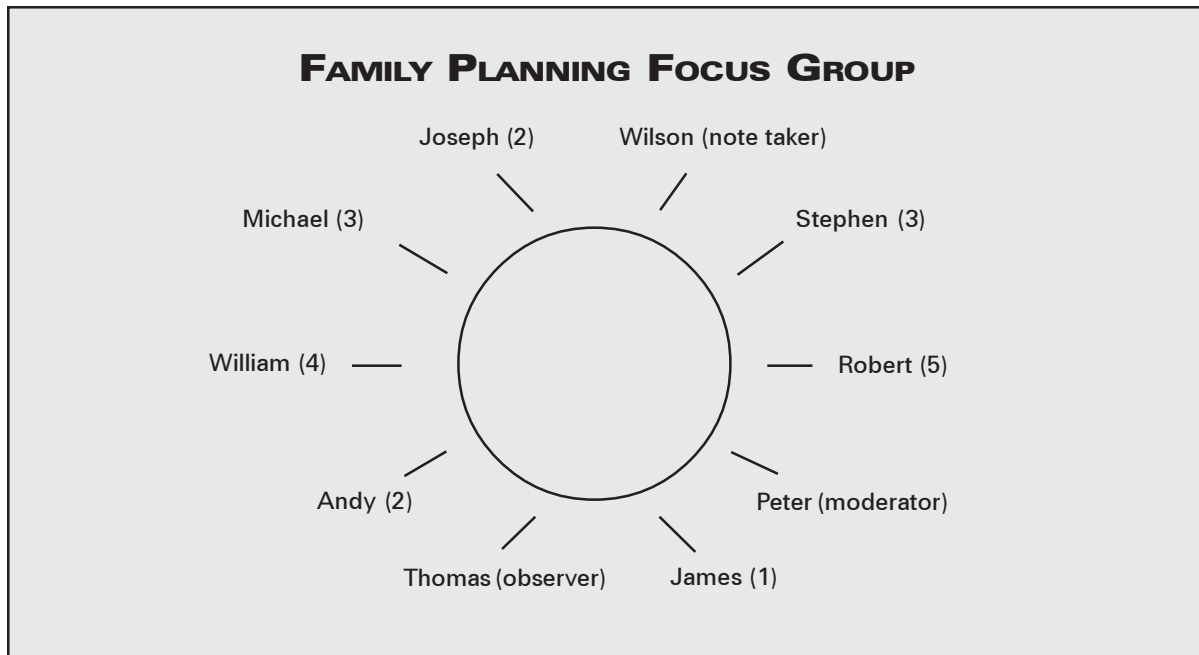 FAMILY PLANNING FOCUS GROUP
Joseph (2)
Wilson (note taker)
Michael (3)
Stephen (3)
William (4)
Robert (5)
Andy (2)
Peter (moderator)
Thomas (observer)
James (1)